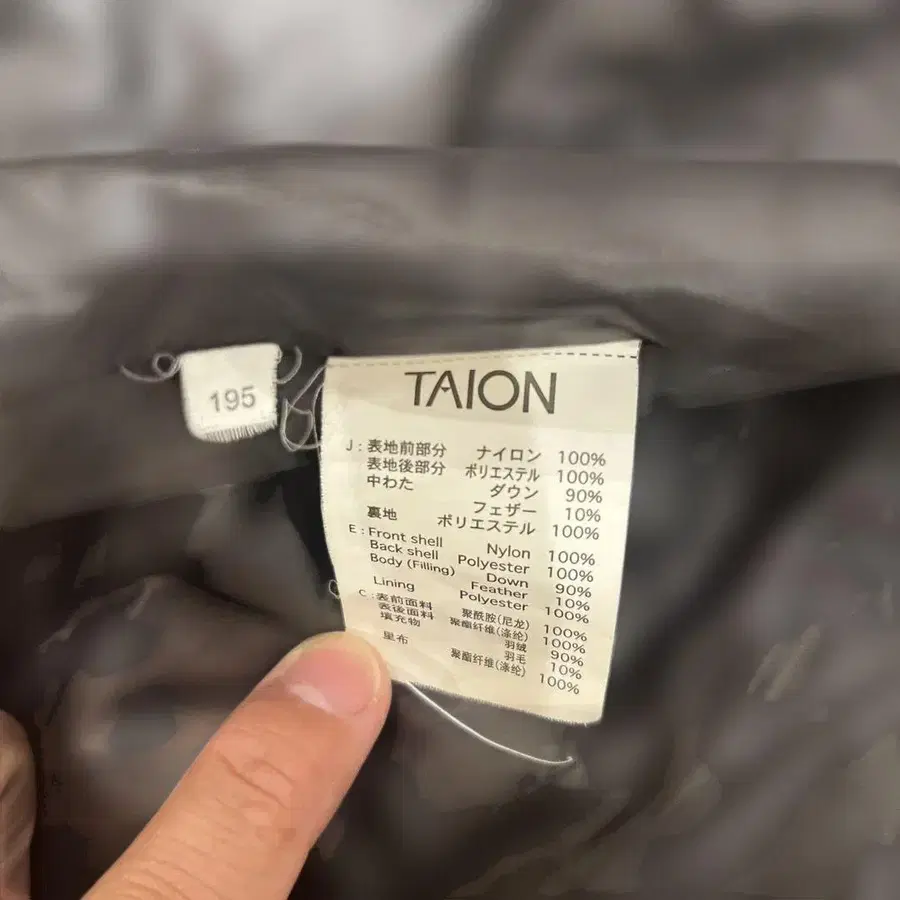 195
TAION
J：表地前部分 ナイロン 100%
表地後部分 ポリエステル 100%
中わた ダウン 90%
フェザー 10%
裏地 ポリエステル 100%
E：Front shell Nylon 100%
Back shell Polyester 100%
Body (Filling) Down 90%
Feather 10%
Lining Polyester 100%
C：表前面料 聚酰胺(尼龙) 100%
表後面料 聚酯纤维(涤纶) 100%
填充物 羽绒 90%
羽毛 10%
里布 聚酯纤维(涤纶) 100%